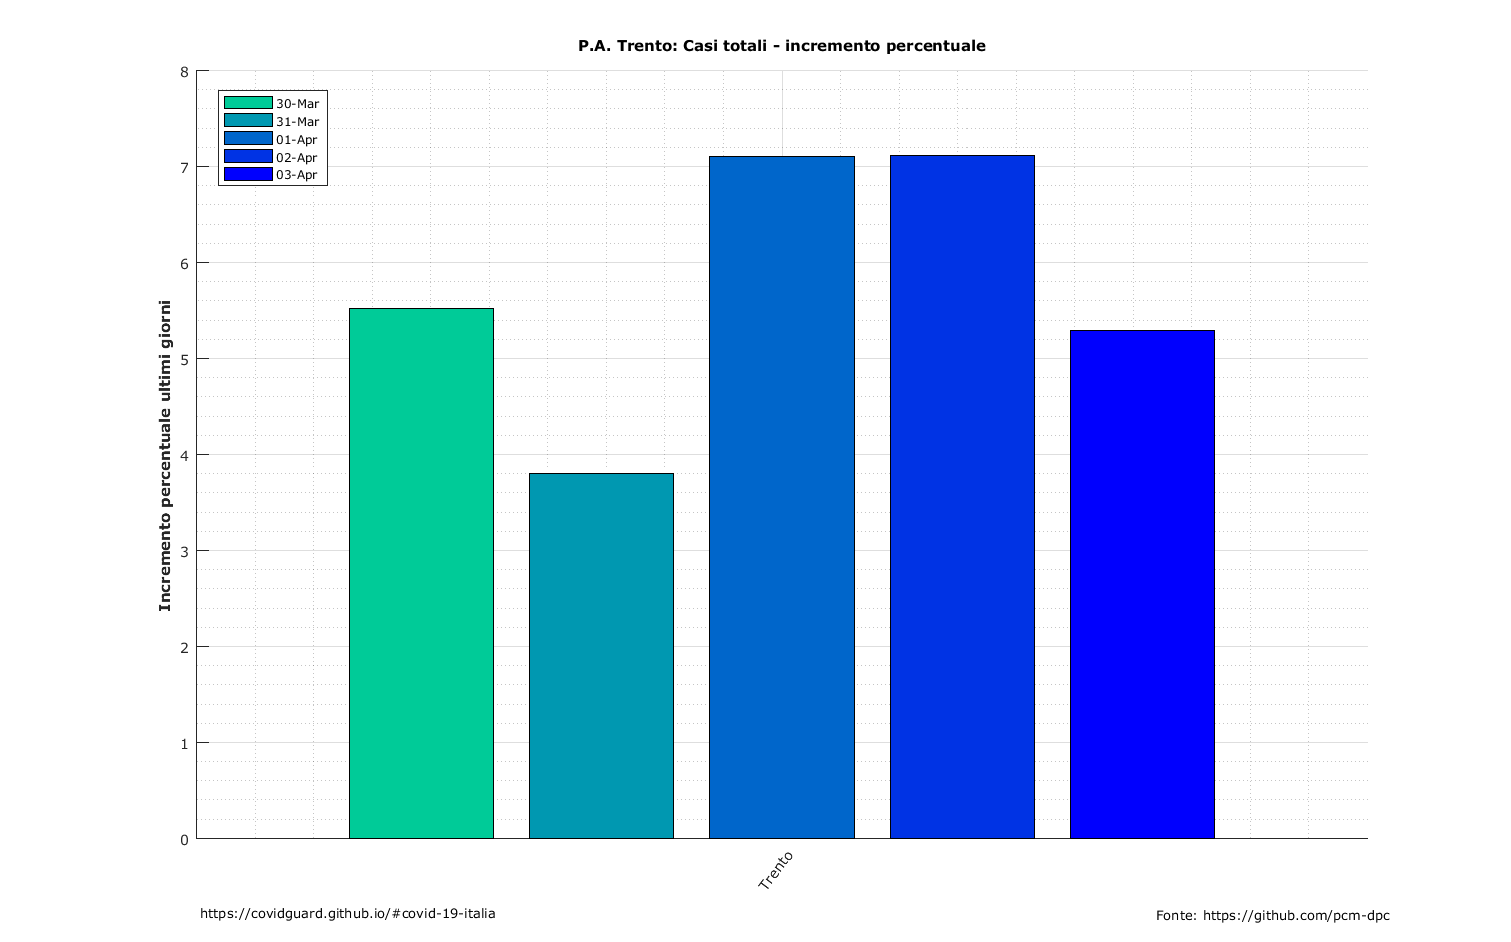 P.A. Trento: Casi totali - incremento percentuale
8
7
6
5
4
3
2
1
0
Incremento percentuale ultimi giorni
30-Mar
31-Mar
01-Apr
02-Apr
03-Apr
Trento
https://covidguard.github.io/#covid-19-italia
Fonte: https://github.com/pcm-dpc